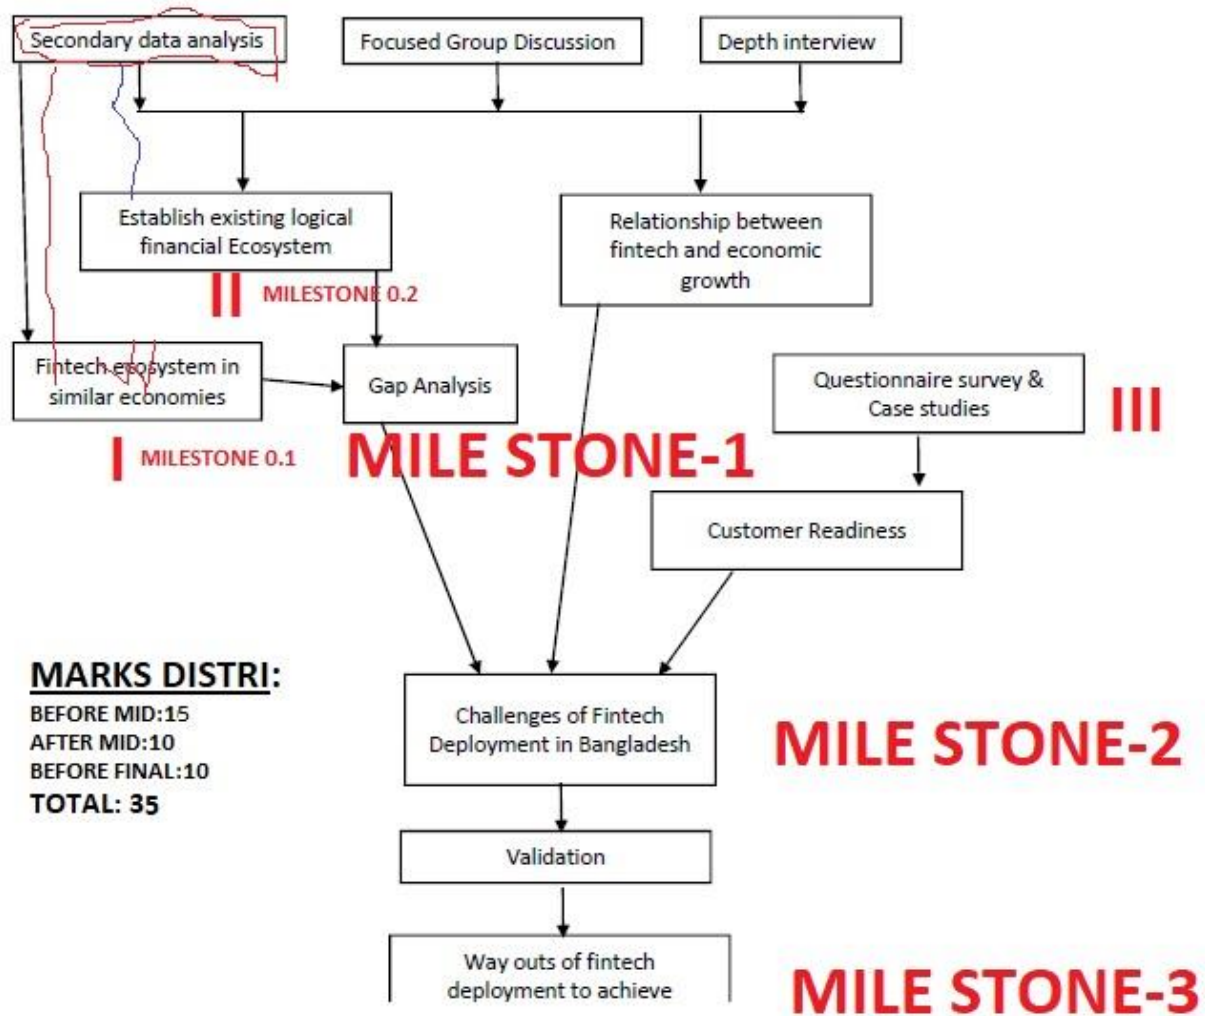 Secondary data analysis
Focused Group Discussion
Depth interview
Establish existing logical
financial Ecosystem
Relationship between
fintech and economic
growth
II MILESTONE 0.2
Fintech ecosystem in
similar economies
Gap Analysis
Questionnaire survey &
Case studies
III
I MILESTONE 0.1
MILE STONE-1
Customer Readiness
MARKS DISTRI:
BEFORE MID:15
AFTER MID:10
BEFORE FINAL:10
TOTAL: 35
Challenges of Fintech
Deployment in Bangladesh
MILE STONE-2
Validation
Way outs of fintech
deployment to achieve
MILE STONE-3